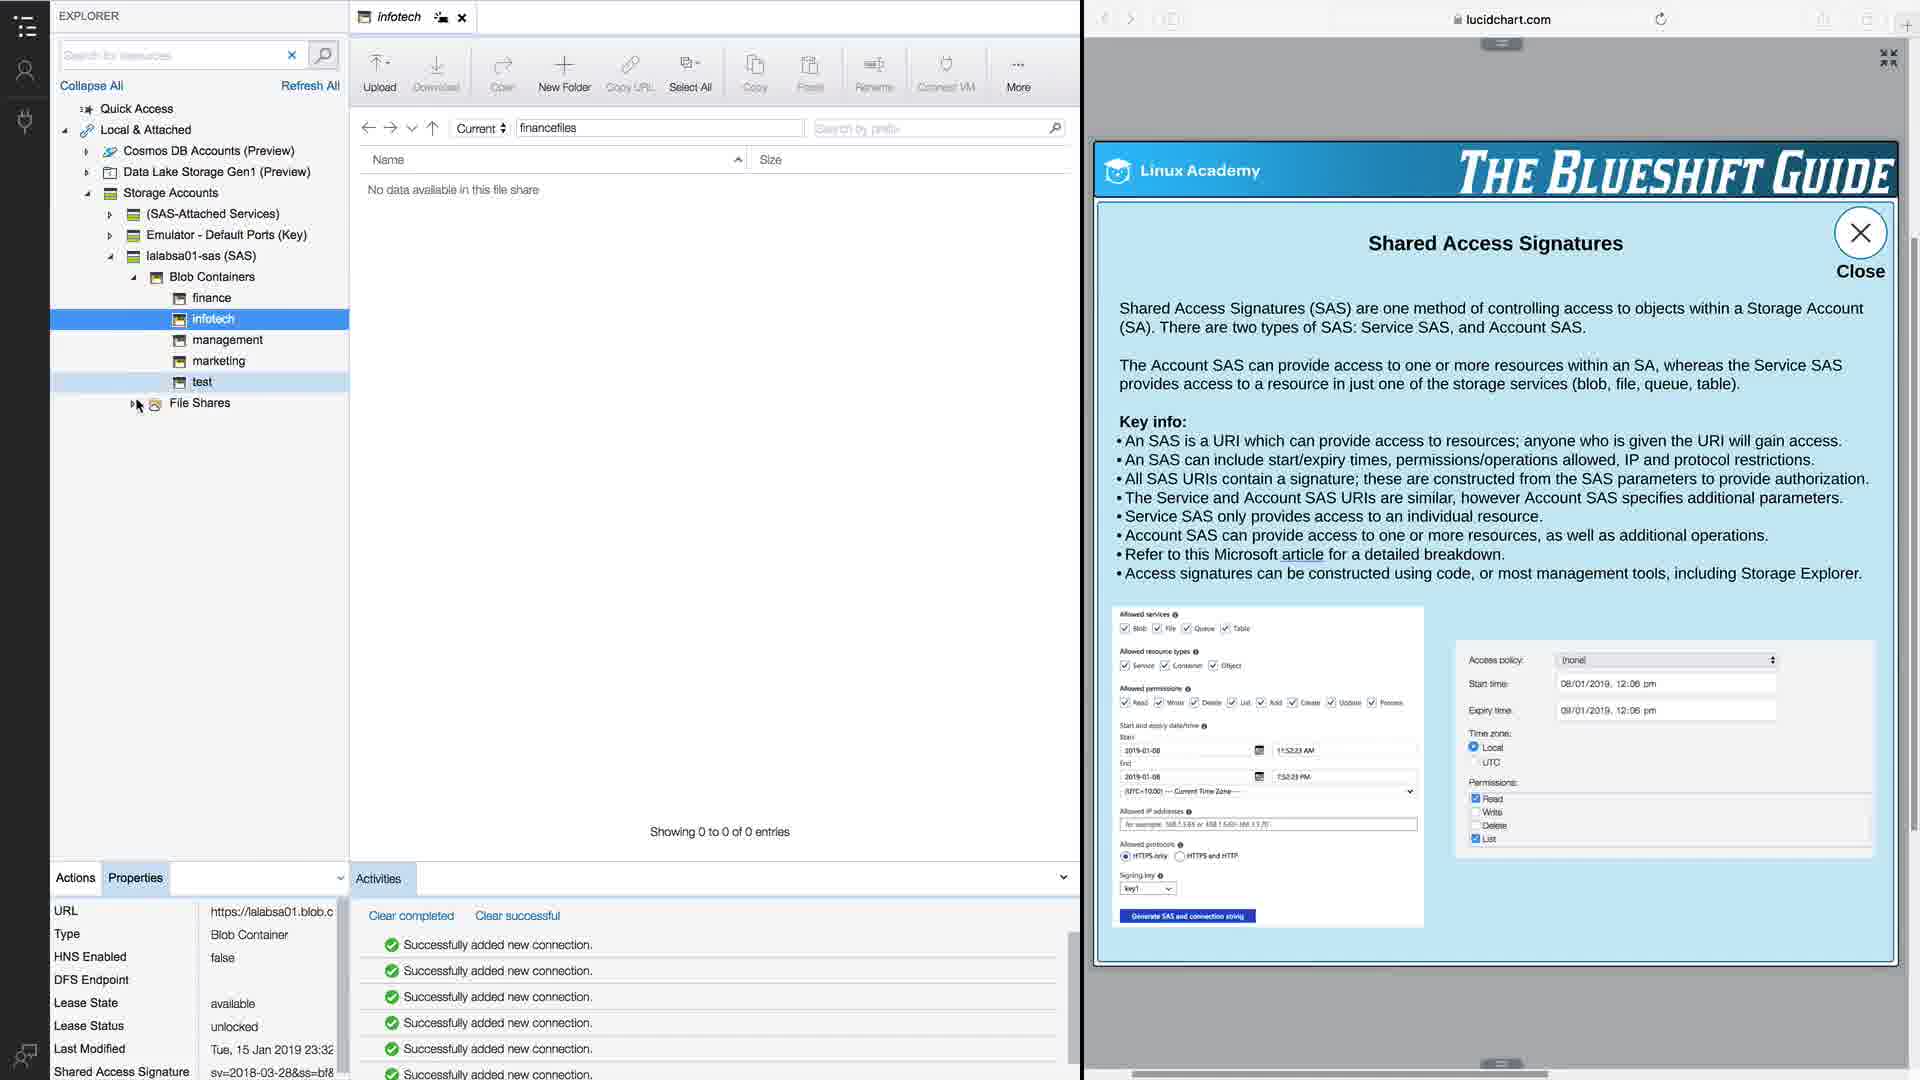 EXPLORER
Search for resources
Collapse All
Refresh All
Quick Access
Local & Attached
Cosmos DB Accounts (Preview)
Data Lake Storage Gen1 (Preview)
Storage Accounts
(SAS-Attached Services)
Emulator - Default Ports (Key)
lalabsa01-sas (SAS)
Blob Containers
finance
infotech
management
marketing
test
File Shares
Actions
Properties
URL https://lalabsa01.blob.c
Type Blob Container
HNS Enabled false
DFS Endpoint
Lease State available
Lease Status unlocked
Last Modified Tue, 15 Jan 2019 23:32
Shared Access Signature sv=2018-03-28&ss=bf&
infotech
Upload Download Open New Folder Copy URL Select All Copy Paste Rename Connect VM More
Current financefiles Search by prefix
Name Size
No data available in this file share
Showing 0 to 0 of 0 entries
Activities
Clear completed Clear successful
Successfully added new connection.
Successfully added new connection.
Successfully added new connection.
Successfully added new connection.
Successfully added new connection.
Successfully added new connection.
lucidchart.com
Linux Academy
THE BLUESHIFT GUIDE
Shared Access Signatures
Close
Shared Access Signatures (SAS) are one method of controlling access to objects within a Storage Account
(SA). There are two types of SAS: Service SAS, and Account SAS.
The Account SAS can provide access to one or more resources within an SA, whereas the Service SAS
provides access to a resource in just one of the storage services (blob, file, queue, table).
Key info:
• An SAS is a URI which can provide access to resources; anyone who is given the URI will gain access.
• An SAS can include start/expiry times, permissions/operations allowed, IP and protocol restrictions.
• All SAS URIs contain a signature; these are constructed from the SAS parameters to provide authorization.
• The Service and Account SAS URIs are similar, however Account SAS specifies additional parameters.
• Service SAS only provides access to an individual resource.
• Account SAS can provide access to one or more resources, as well as additional operations.
• Refer to this Microsoft article for a detailed breakdown.
• Access signatures can be constructed using code, or most management tools, including Storage Explorer.
Allowed services
Blob File Queue Table
Allowed resource types
Service Container Object
Allowed permissions
Read Write Delete List Add Create Update Process
Start and expiry date/time
Start
2019-01-08 11:52:23 AM
End
2019-01-08 7:52:23 PM
(UTC+10:00) --- Current Time Zone ---
Allowed IP addresses
Allowed protocols
HTTPS only HTTPS and HTTP
Signing key
key1
Generate SAS and connection string
Access policy: (none)
Start time: 08/01/2019, 12:06 pm
Expiry time: 09/01/2019, 12:06 pm
Time zone:
Local
UTC
Permissions:
Read
Write
Delete
List